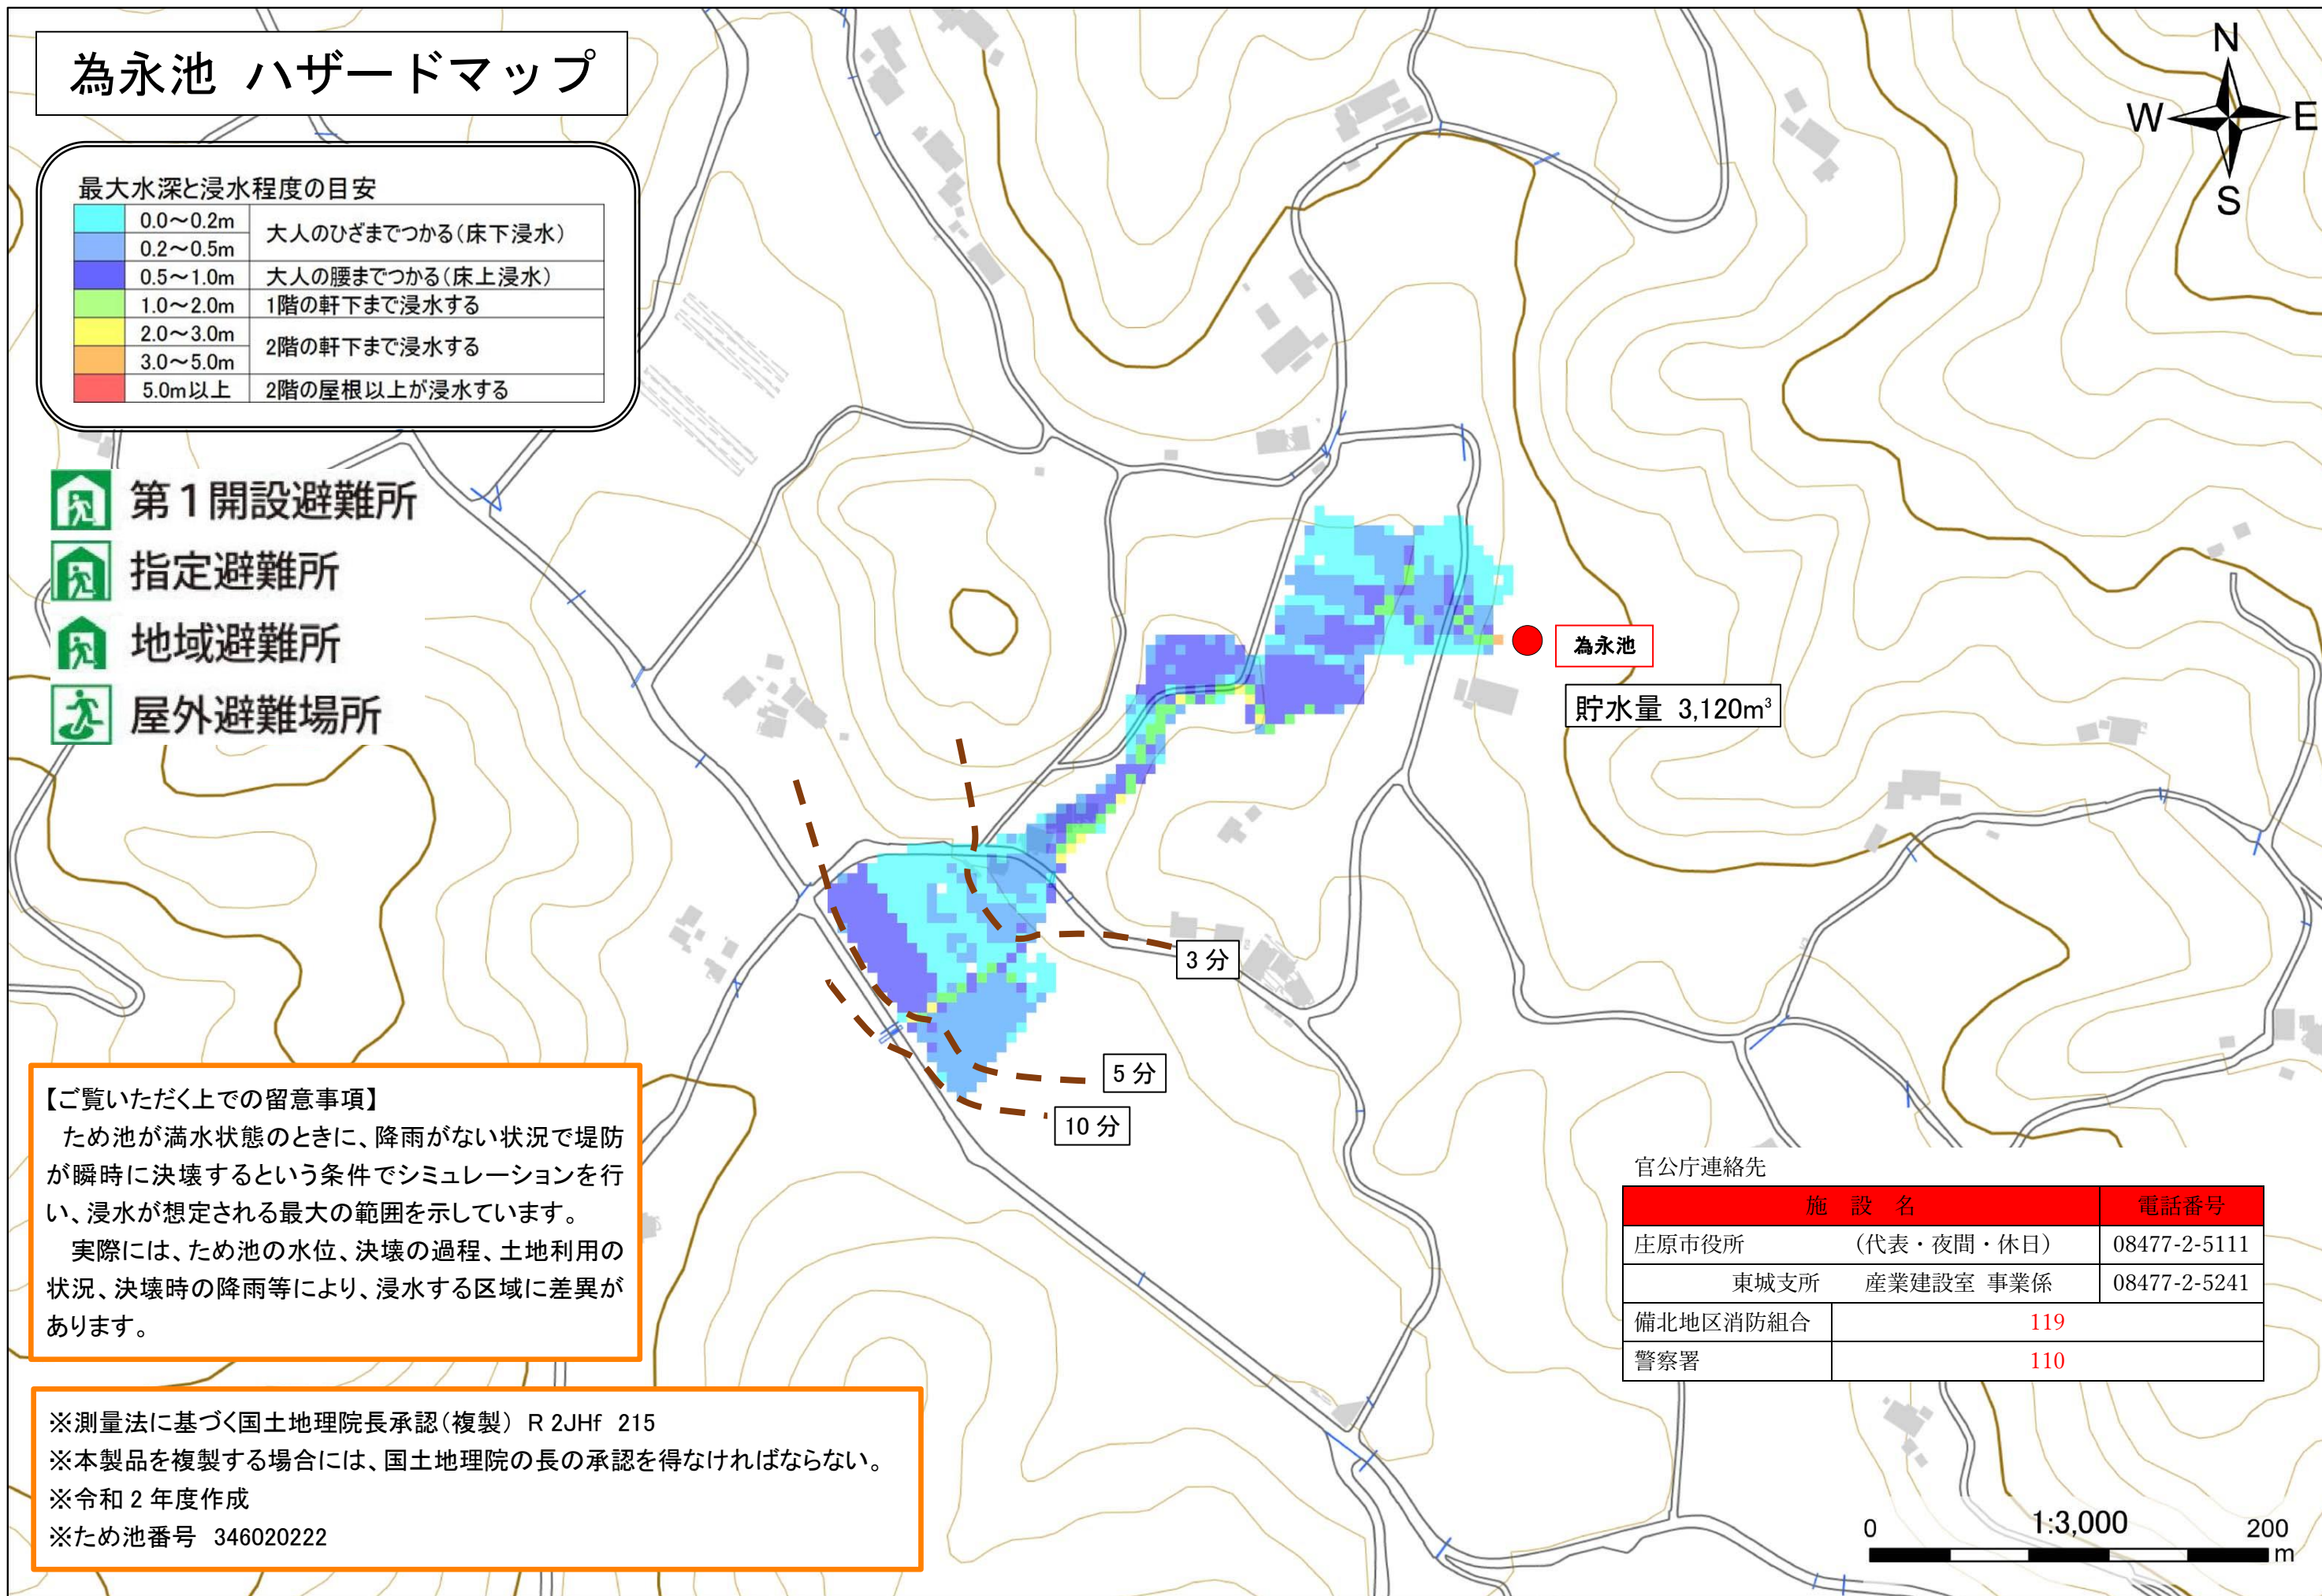 為永池 ハザードマップ
N
W
E
S
最大水深と浸水程度の目安
0.0～0.2m
大人のひざまでつかる(床下浸水)
0.2～0.5m
0.5～1.0m 大人の腰までつかる(床上浸水)
1.0～2.0m 1階の軒下まで浸水する
2.0～3.0m
2階の軒下まで浸水する
3.0～5.0m
5.0m以上 2階の屋根以上が浸水する
第1開設避難所
指定避難所
地域避難所
屋外避難場所
為永池
貯水量 3,120m³
3分
5分
10分
【ご覧いただく上での留意事項】
ため池が満水状態のときに、降雨がない状況で堤防
が瞬時に決壊するという条件でシミュレーションを行
い、浸水が想定される最大の範囲を示しています。
実際には、ため池の水位、決壊の過程、土地利用の
状況、決壊時の降雨等により、浸水する区域に差異が
あります。
※測量法に基づく国土地理院長承認(複製) R 2JHf 215
※本製品を複製する場合には、国土地理院の長の承認を得なければならない。
※令和2年度作成
※ため池番号 346020222
官公庁連絡先
施 設 名 電話番号
庄原市役所 (代表・夜間・休日) 08477-2-5111
東城支所 産業建設室 事業係 08477-2-5241
備北地区消防組合 119
警察署 110
0 1:3,000 200
m